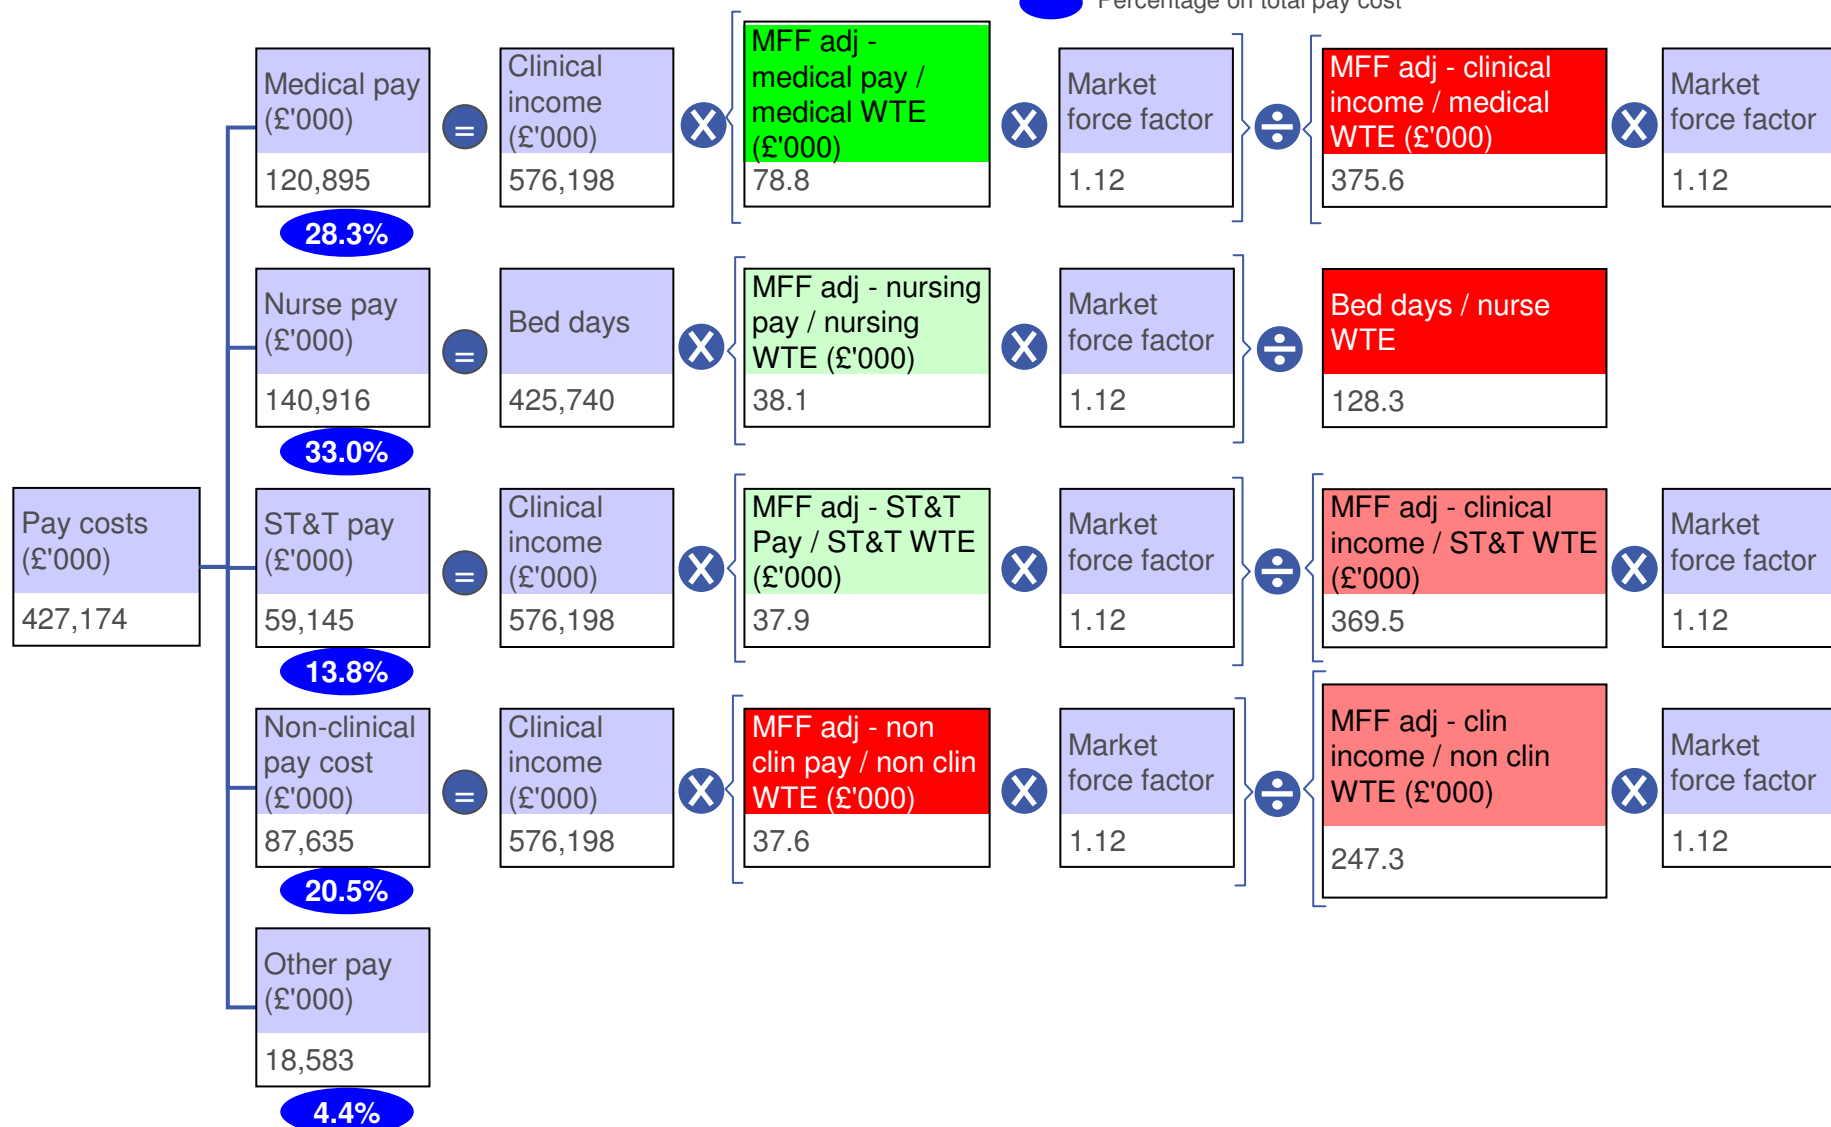 Percentage on total pay cost
Medical pay
(£'000)
120,895
28.3%
=
Clinical
income
(£'000)
576,198
X
MFF adj -
medical pay /
medical WTE
(£'000)
78.8
X
Market
force factor
1.12
÷
MFF adj - clinical
income / medical
WTE (£'000)
375.6
X
Market
force factor
1.12
Nurse pay
(£'000)
140,916
33.0%
=
Bed days
425,740
X
MFF adj - nursing
pay / nursing
WTE (£'000)
38.1
X
Market
force factor
1.12
÷
Bed days / nurse
WTE
128.3
Pay costs
(£'000)
427,174
ST&T pay
(£'000)
59,145
13.8%
=
Clinical
income
(£'000)
576,198
X
MFF adj - ST&T
Pay / ST&T WTE
(£'000)
37.9
X
Market
force factor
1.12
÷
MFF adj - clinical
income / ST&T WTE
(£'000)
369.5
X
Market
force factor
1.12
Non-clinical
pay cost
(£'000)
87,635
20.5%
=
Clinical
income
(£'000)
576,198
X
MFF adj - non
clin pay / non clin
WTE (£'000)
37.6
X
Market
force factor
1.12
÷
MFF adj - clin
income / non clin
WTE (£'000)
247.3
X
Market
force factor
1.12
Other pay
(£'000)
18,583
4.4%